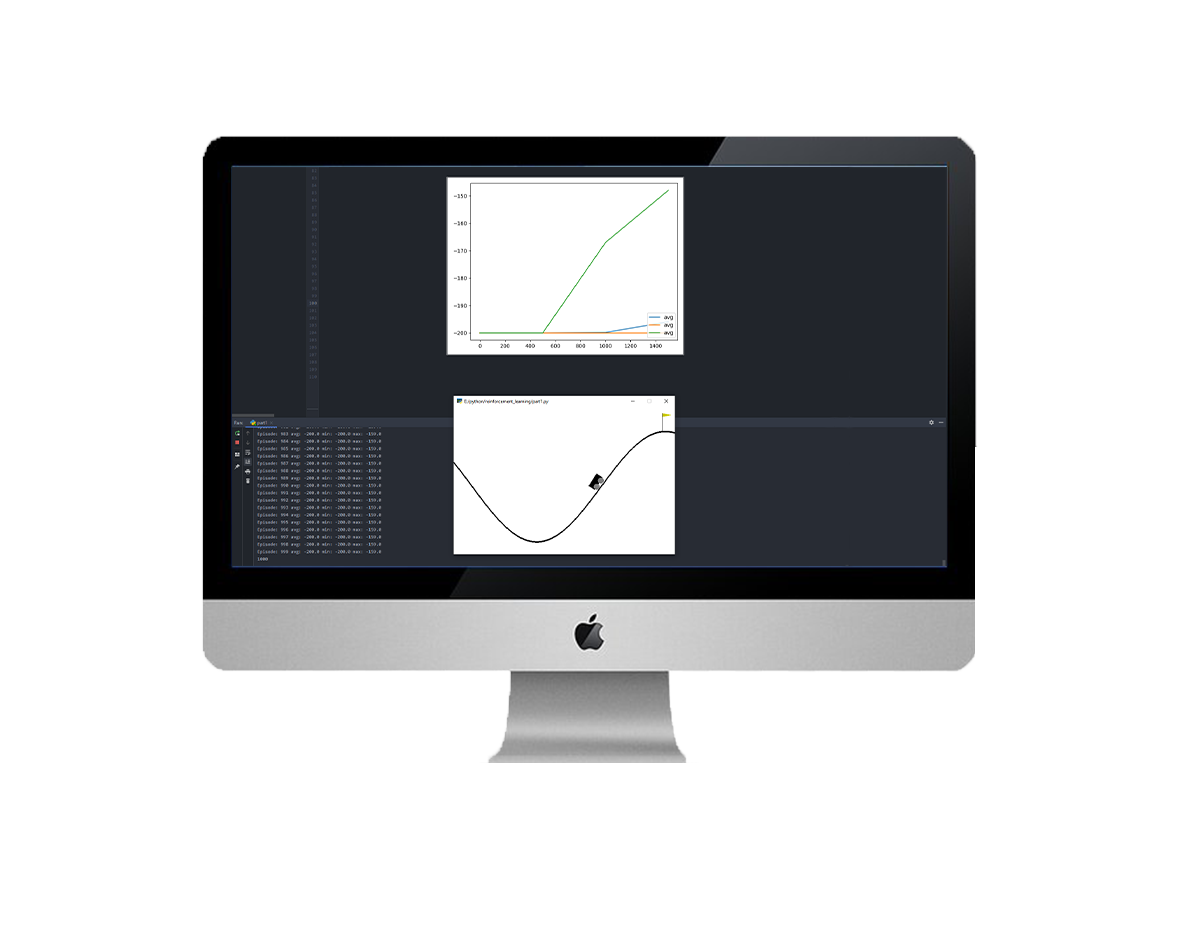 −150
−160
−170
−180
−190
−200
0 200 400 600 800 1000 1200 1400
avg
avg
avg
100
E:/python/reinforcement_learning/part1.py
Run: part1
Episode: 983 avg: -200.0 min: -200.0 max: -159.0
Episode: 984 avg: -200.0 min: -200.0 max: -159.0
Episode: 985 avg: -200.0 min: -200.0 max: -159.0
Episode: 986 avg: -200.0 min: -200.0 max: -159.0
Episode: 987 avg: -200.0 min: -200.0 max: -159.0
Episode: 988 avg: -200.0 min: -200.0 max: -159.0
Episode: 989 avg: -200.0 min: -200.0 max: -159.0
Episode: 990 avg: -200.0 min: -200.0 max: -159.0
Episode: 991 avg: -200.0 min: -200.0 max: -159.0
Episode: 992 avg: -200.0 min: -200.0 max: -159.0
Episode: 993 avg: -200.0 min: -200.0 max: -159.0
Episode: 994 avg: -200.0 min: -200.0 max: -159.0
Episode: 995 avg: -200.0 min: -200.0 max: -159.0
Episode: 996 avg: -200.0 min: -200.0 max: -159.0
Episode: 997 avg: -200.0 min: -200.0 max: -159.0
Episode: 998 avg: -200.0 min: -200.0 max: -159.0
Episode: 999 avg: -200.0 min: -200.0 max: -159.0
1000